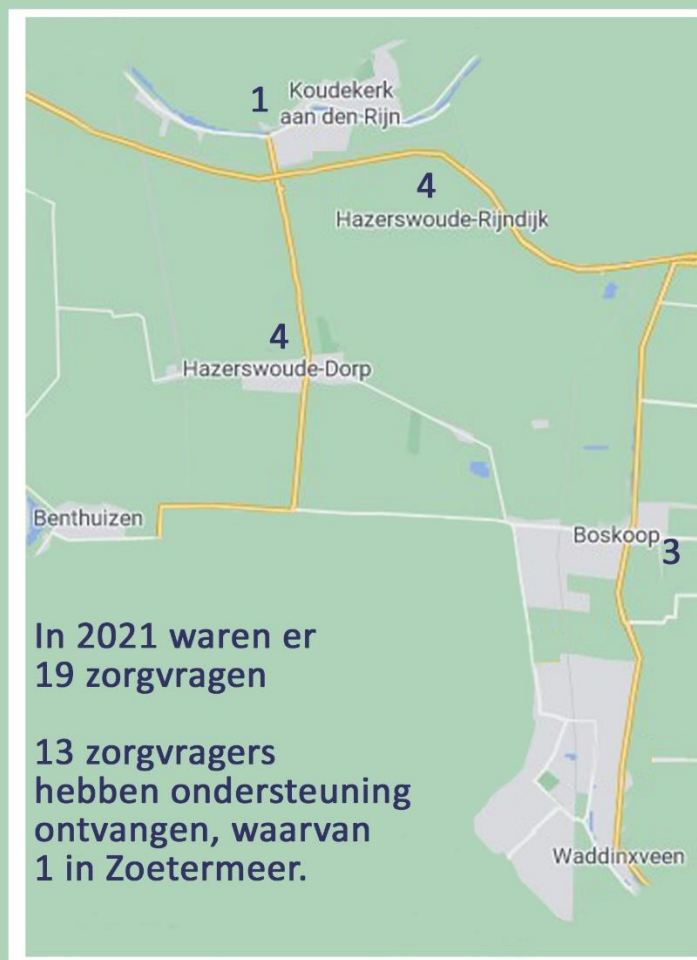 1
Koudekerk
aan den Rijn
4
Hazerswoude-Rijndijk
4
Hazerswoude-Dorp
Benthuizen
Boskoop
3
In 2021 waren er
19 zorgvragen
13 zorgvragers
hebben ondersteuning
ontvangen, waarvan
1 in Zoetermeer.
Waddinxveen